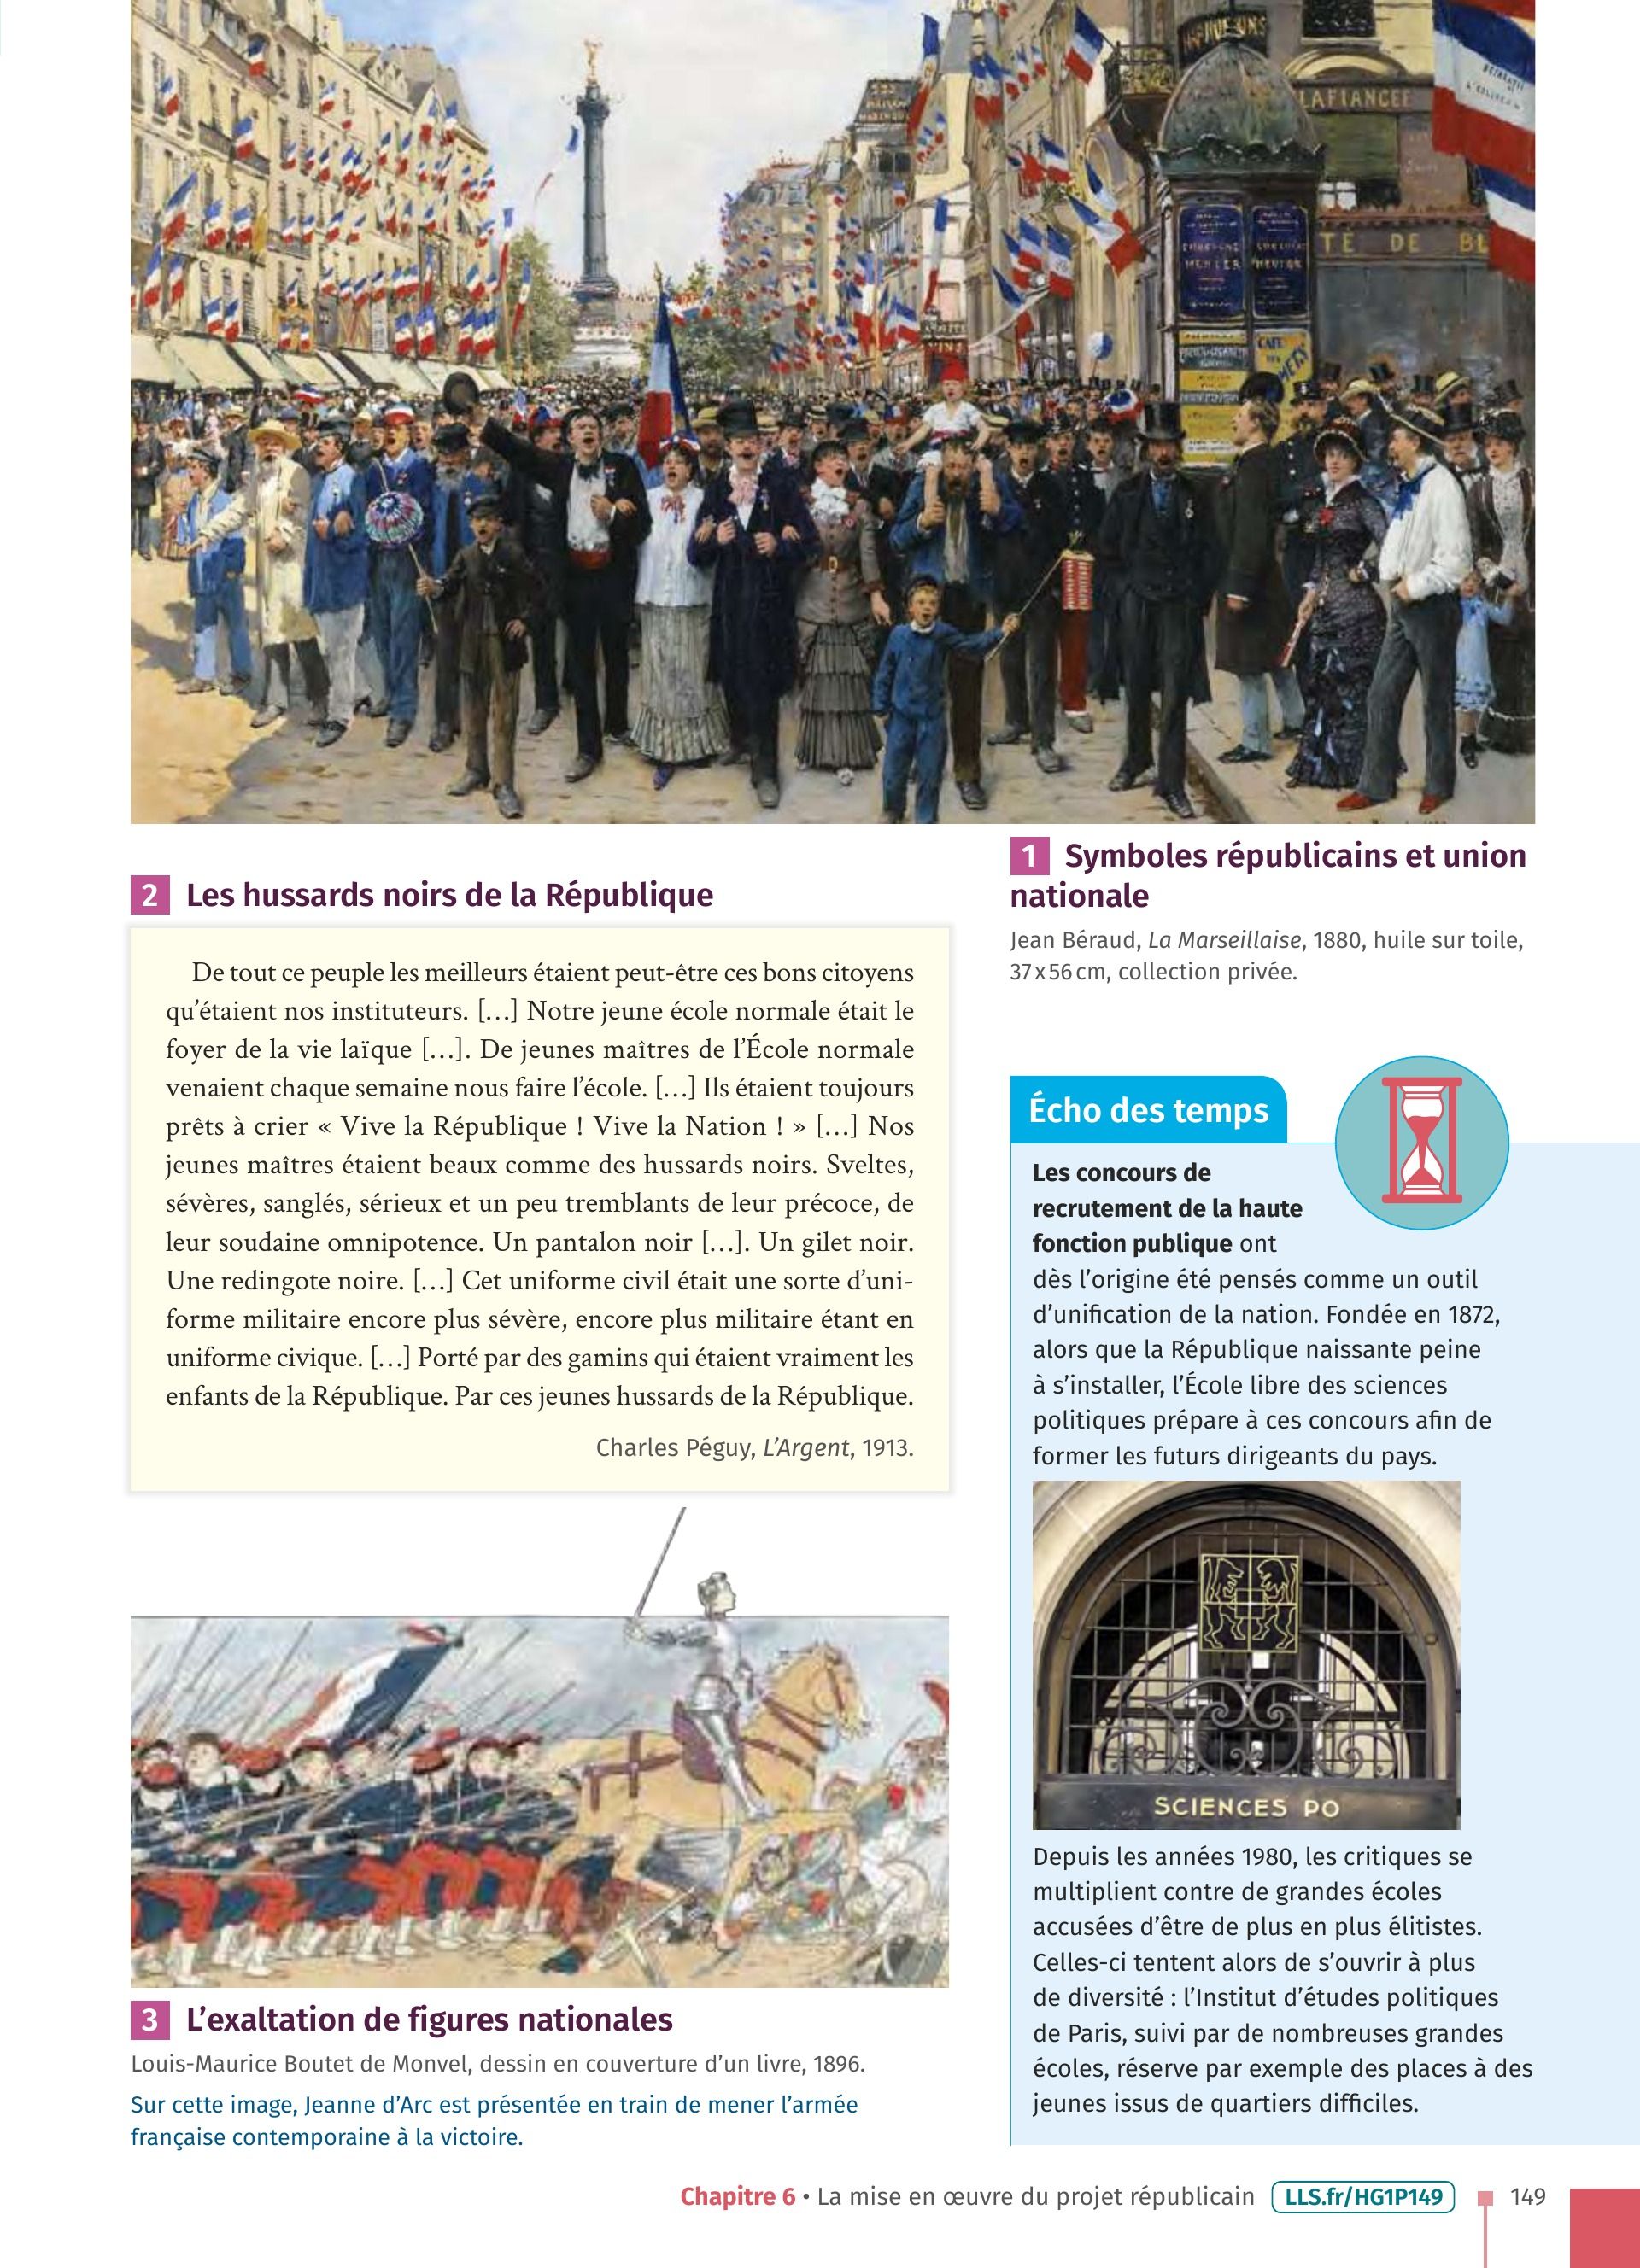 LAFIANCEE
TE DE BL
MENIER
CAFE
1 Symboles républicains et union
nationale
Jean Béraud, La Marseillaise, 1880, huile sur toile,
37 x 56 cm, collection privée.
2 Les hussards noirs de la République
De tout ce peuple les meilleurs étaient peut-être ces bons citoyens
qu’étaient nos instituteurs. […] Notre jeune école normale était le
foyer de la vie laïque […]. De jeunes maîtres de l’École normale
venaient chaque semaine nous faire l’école. […] Ils étaient toujours
prêts à crier « Vive la République ! Vive la Nation ! » […] Nos
jeunes maîtres étaient beaux comme des hussards noirs. Sveltes,
sévères, sanglés, sérieux et un peu tremblants de leur précoce, de
leur soudaine omnipotence. Un pantalon noir […]. Un gilet noir.
Une redingote noire. […] Cet uniforme civil était une sorte d’uni-
forme militaire encore plus sévère, encore plus militaire étant en
uniforme civique. […] Porté par des gamins qui étaient vraiment les
enfants de la République. Par ces jeunes hussards de la République.
Charles Péguy, L’Argent, 1913.
3 L’exaltation de figures nationales
Louis-Maurice Boutet de Monvel, dessin en couverture d’un livre, 1896.
Sur cette image, Jeanne d’Arc est présentée en train de mener l’armée
française contemporaine à la victoire.
Écho des temps
Les concours de
recrutement de la haute
fonction publique ont
dès l’origine été pensés comme un outil
d’unification de la nation. Fondée en 1872,
alors que la République naissante peine
à s’installer, l’École libre des sciences
politiques prépare à ces concours afin de
former les futurs dirigeants du pays.
SCIENCES PO
Depuis les années 1980, les critiques se
multiplient contre de grandes écoles
accusées d’être de plus en plus élitistes.
Celles-ci tentent alors de s’ouvrir à plus
de diversité : l’Institut d’études politiques
de Paris, suivi par de nombreuses grandes
écoles, réserve par exemple des places à des
jeunes issus de quartiers difficiles.
Chapitre 6 • La mise en œuvre du projet républicain LLS.fr/HG1P149 149